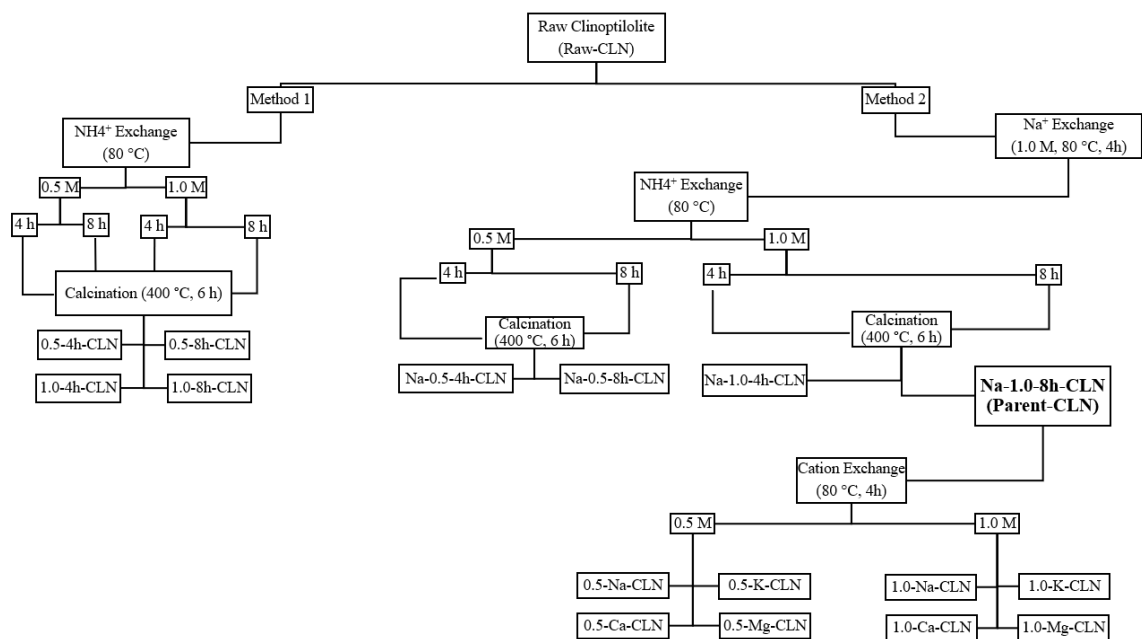 Raw Clinoptilolite
(Raw-CLN)
Method 1
Method 2
NH4⁺ Exchange
(80 °C)
Na⁺ Exchange
(1.0 M, 80 °C, 4h)
0.5 M
1.0 M
4 h
8 h
4 h
8 h
Calcination (400 °C, 6 h)
0.5-4h-CLN
0.5-8h-CLN
1.0-4h-CLN
1.0-8h-CLN
NH4⁺ Exchange
(80 °C)
0.5 M
1.0 M
4 h
8 h
4 h
8 h
Calcination
(400 °C, 6 h)
Calcination
(400 °C, 6 h)
Na-0.5-4h-CLN
Na-0.5-8h-CLN
Na-1.0-4h-CLN
Na-1.0-8h-CLN
(Parent-CLN)
Cation Exchange
(80 °C, 4h)
0.5 M
1.0 M
0.5-Na-CLN
0.5-K-CLN
0.5-Ca-CLN
0.5-Mg-CLN
1.0-Na-CLN
1.0-K-CLN
1.0-Ca-CLN
1.0-Mg-CLN